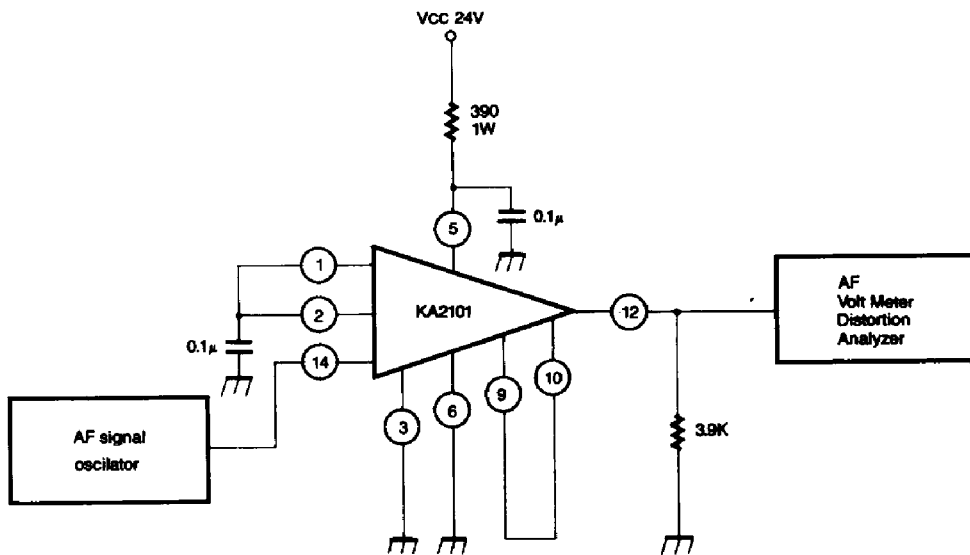 VCC 24V
390
1W
0.1μ
5
1
2
KA2101
12
AF
Volt Meter
Distortion
Analyzer
0.1μ
14
10
9
6
3
3.9K
AF signal
oscilator